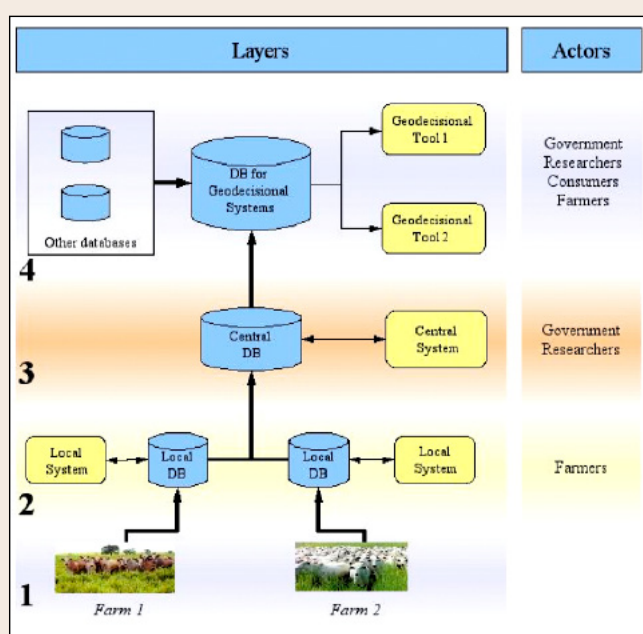 Layers
Actors
Other databases
DB for
Geodecisional
Systems
Geodecisional
Tool 1
Geodecisional
Tool 2
Government
Researchers
Consumers
Farmers
4
Central
DB
Central
System
Government
Researchers
3
Local
System
Local
DB
Local
DB
Local
System
Farmers
2
1
Farm 1
Farm 2